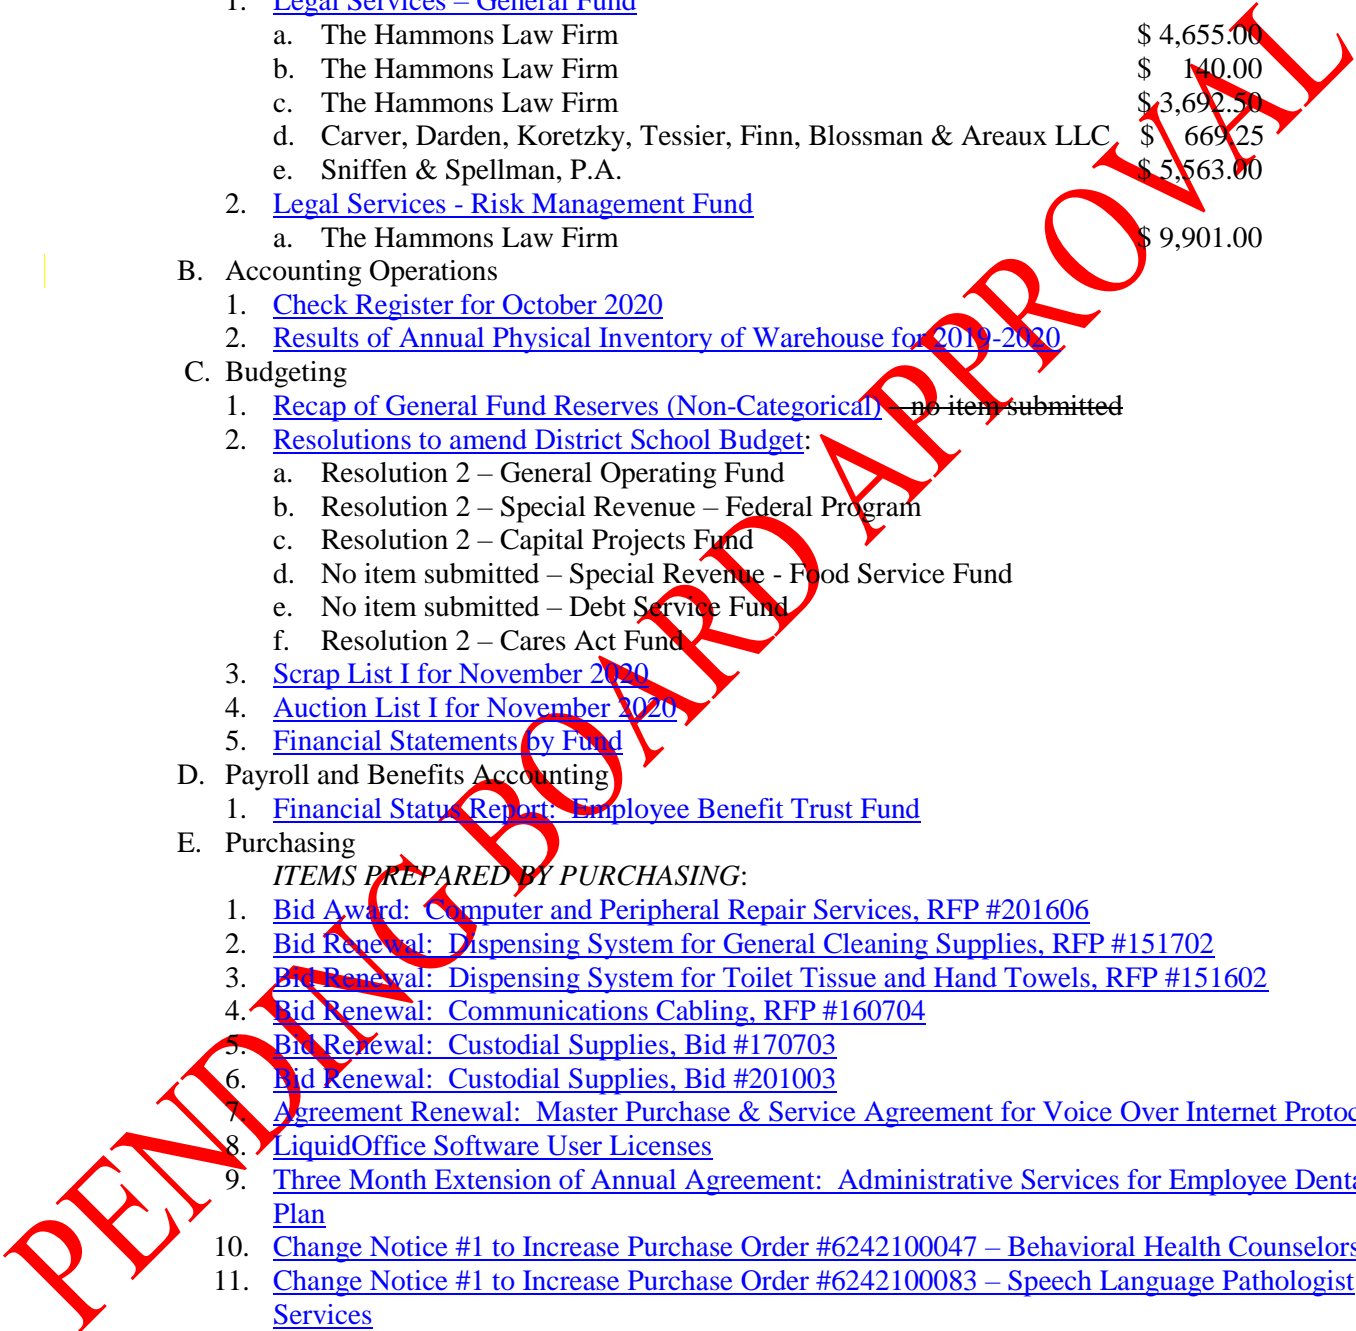 1. Legal Services – General Fund
a. The Hammons Law Firm $ 4,655.00
b. The Hammons Law Firm $ 140.00
c. The Hammons Law Firm $ 3,692.50
d. Carver, Darden, Koretzky, Tessier, Finn, Blossman & Areaux LLC $ 669.25
e. Sniffen & Spellman, P.A. $ 5,563.00
2. Legal Services - Risk Management Fund
a. The Hammons Law Firm $ 9,901.00
B. Accounting Operations
1. Check Register for October 2020
2. Results of Annual Physical Inventory of Warehouse for 2019-2020
C. Budgeting
1. Recap of General Fund Reserves (Non-Categorical) – no item submitted
2. Resolutions to amend District School Budget:
a. Resolution 2 – General Operating Fund
b. Resolution 2 – Special Revenue – Federal Program
c. Resolution 2 – Capital Projects Fund
d. No item submitted – Special Revenue - Food Service Fund
e. No item submitted – Debt Service Fund
f. Resolution 2 – Cares Act Fund
3. Scrap List I for November 2020
4. Auction List I for November 2020
5. Financial Statements by Fund
D. Payroll and Benefits Accounting
1. Financial Status Report: Employee Benefit Trust Fund
E. Purchasing
ITEMS PREPARED BY PURCHASING:
1. Bid Award: Computer and Peripheral Repair Services, RFP #201606
2. Bid Renewal: Dispensing System for General Cleaning Supplies, RFP #151702
3. Bid Renewal: Dispensing System for Toilet Tissue and Hand Towels, RFP #151602
4. Bid Renewal: Communications Cabling, RFP #160704
5. Bid Renewal: Custodial Supplies, Bid #170703
6. Bid Renewal: Custodial Supplies, Bid #201003
7. Agreement Renewal: Master Purchase & Service Agreement for Voice Over Internet Protoc
8. LiquidOffice Software User Licenses
9. Three Month Extension of Annual Agreement: Administrative Services for Employee Denta
Plan
10. Change Notice #1 to Increase Purchase Order #6242100047 – Behavioral Health Counselors
11. Change Notice #1 to Increase Purchase Order #6242100083 – Speech Language Pathologist
Services
PENDING BOARD APPROVAL